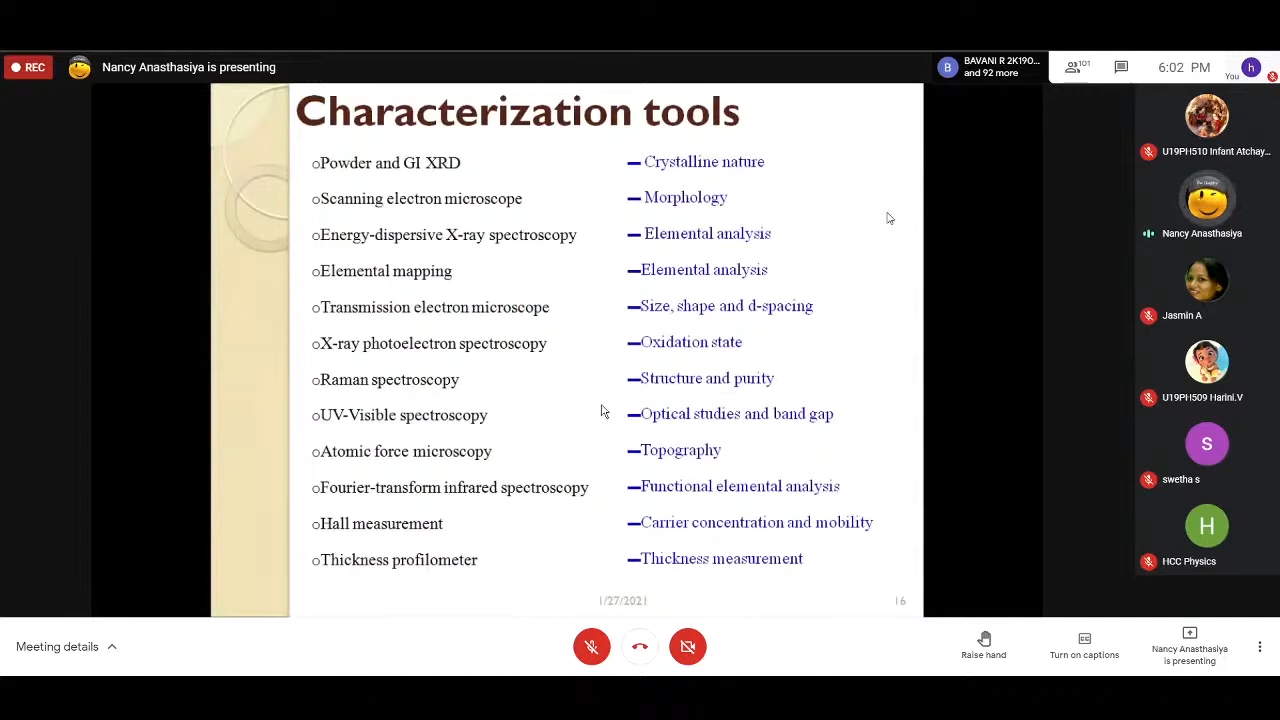 REC
Nancy Anasthasiya is presenting
BAVANI R 2K190...
and 92 more
101
6:02 PM
You
h
B
Characterization tools
Powder and GI XRD – Crystalline nature
Scanning electron microscope – Morphology
Energy-dispersive X-ray spectroscopy – Elemental analysis
Elemental mapping –Elemental analysis
Transmission electron microscope –Size, shape and d-spacing
X-ray photoelectron spectroscopy –Oxidation state
Raman spectroscopy –Structure and purity
UV-Visible spectroscopy –Optical studies and band gap
Atomic force microscopy –Topography
Fourier-transform infrared spectroscopy –Functional elemental analysis
Hall measurement –Carrier concentration and mobility
Thickness profilometer –Thickness measurement
1/27/2021 16
U19PH510 Infant Atchay...
Nancy Anasthasiya
Jasmin A
U19PH509 Harini.V
S
swetha s
H
HCC Physics
Meeting details
Raise hand
Turn on captions
Nancy Anasthasiya
is presenting